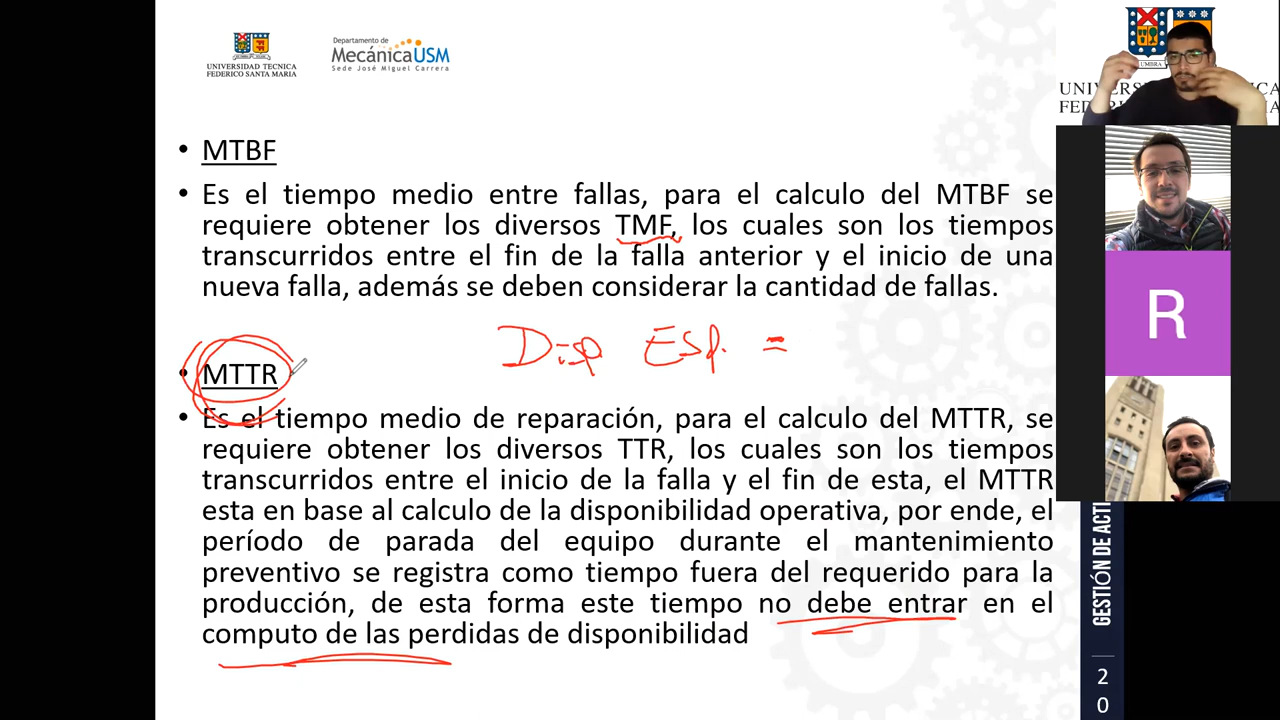 UNIVERSIDAD TECNICA
FEDERICO SANTA MARIA
Departamento de
MecánicaUSM
Sede José Miguel Carrera
UMBRA
• MTBF
• Es el tiempo medio entre fallas, para el calculo del MTBF se
requiere obtener los diversos TMF, los cuales son los tiempos
transcurridos entre el fin de la falla anterior y el inicio de una
nueva falla, además se deben considerar la cantidad de fallas.
Disp Esp. =
• MTTR
• Es el tiempo medio de reparación, para el calculo del MTTR, se
requiere obtener los diversos TTR, los cuales son los tiempos
transcurridos entre el inicio de la falla y el fin de esta, el MTTR
esta en base al calculo de la disponibilidad operativa, por ende, el
período de parada del equipo durante el mantenimiento
preventivo se registra como tiempo fuera del requerido para la
producción, de esta forma este tiempo no debe entrar en el
computo de las perdidas de disponibilidad
R
GESTIÓN DE ACTI
2
0